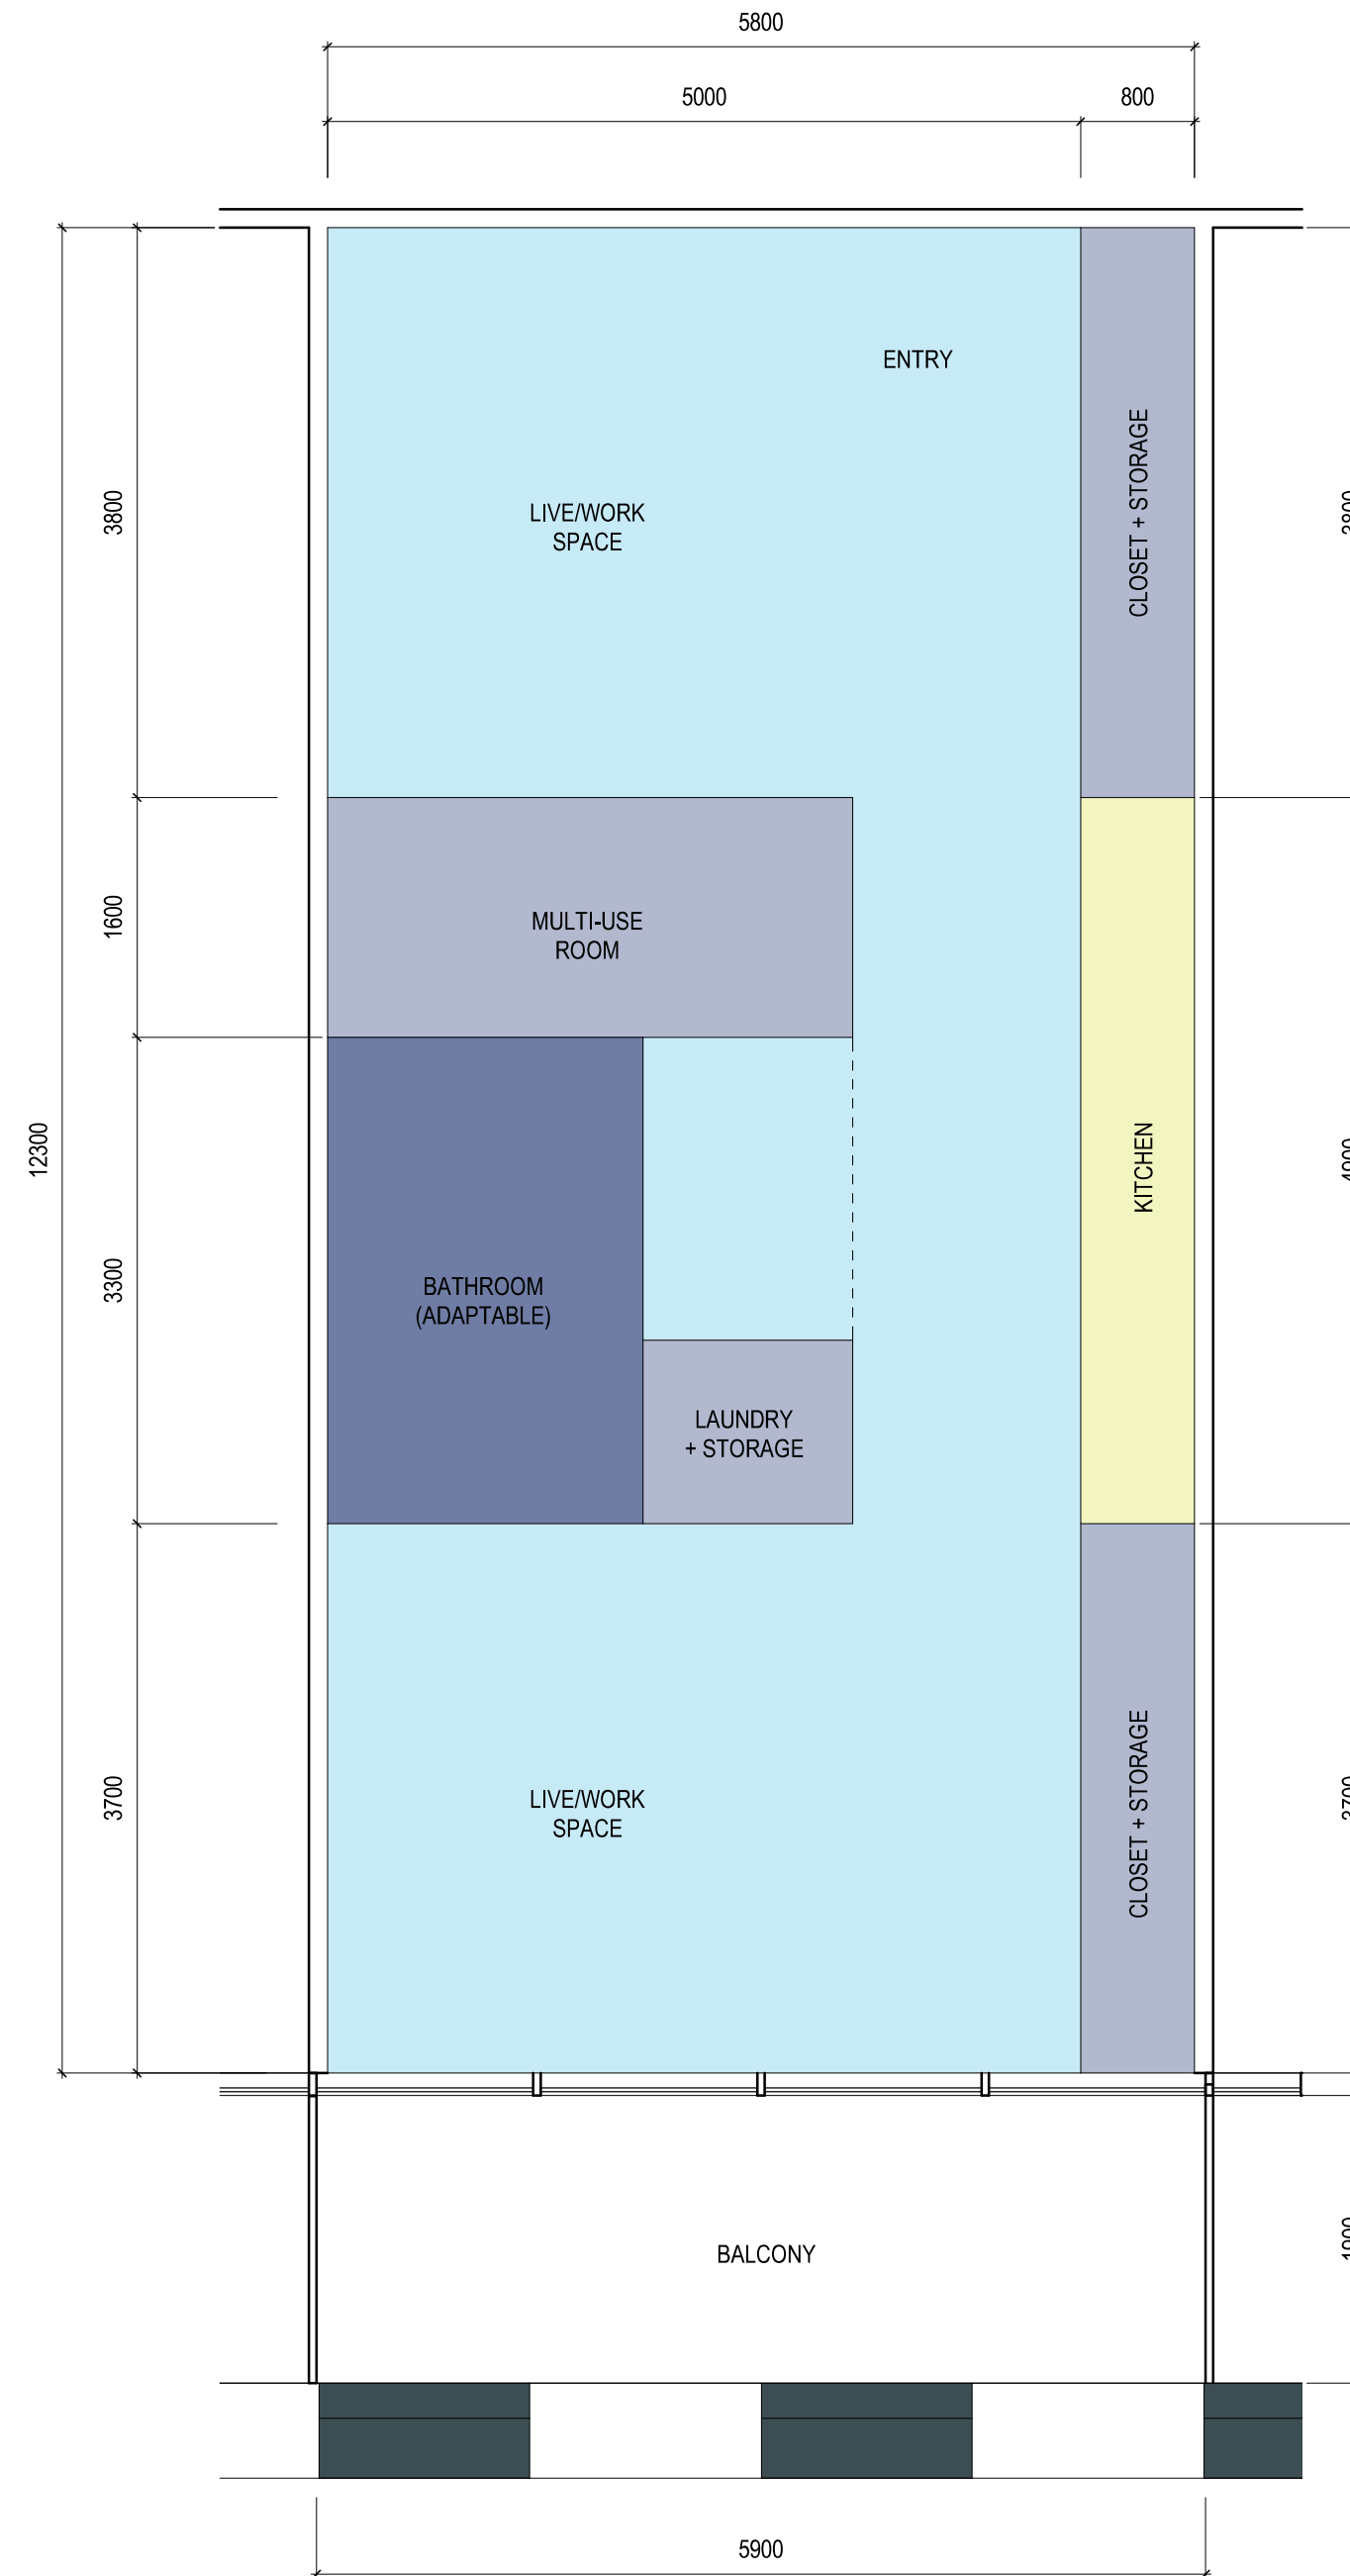 5800
5000
800
ENTRY
CLOSET + STORAGE
3800
LIVE/WORK
SPACE
1600
MULTI-USE
ROOM
12300
KITCHEN
3300
BATHROOM
(ADAPTABLE)
LAUNDRY
+ STORAGE
3700
LIVE/WORK
SPACE
CLOSET + STORAGE
BALCONY
5900